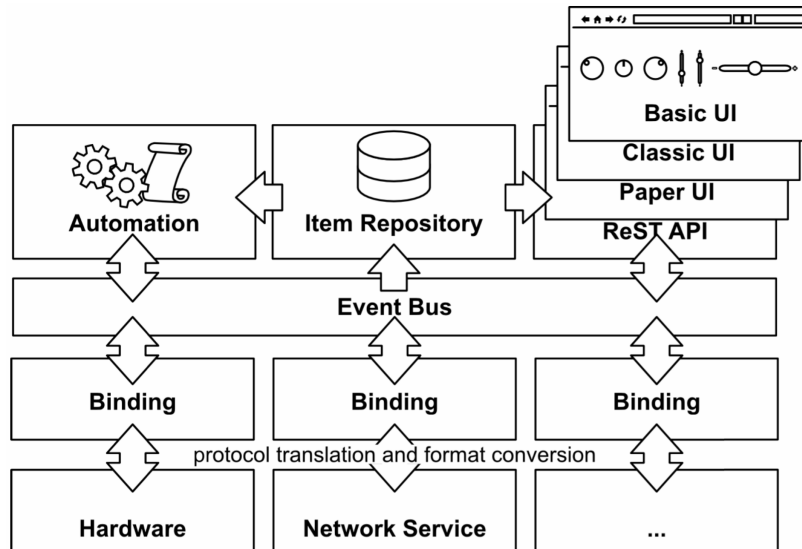 Basic UI
Classic UI
Paper UI
Automation
Item Repository
ReST API
Event Bus
Binding
Binding
Binding
protocol translation and format conversion
Hardware
Network Service
...